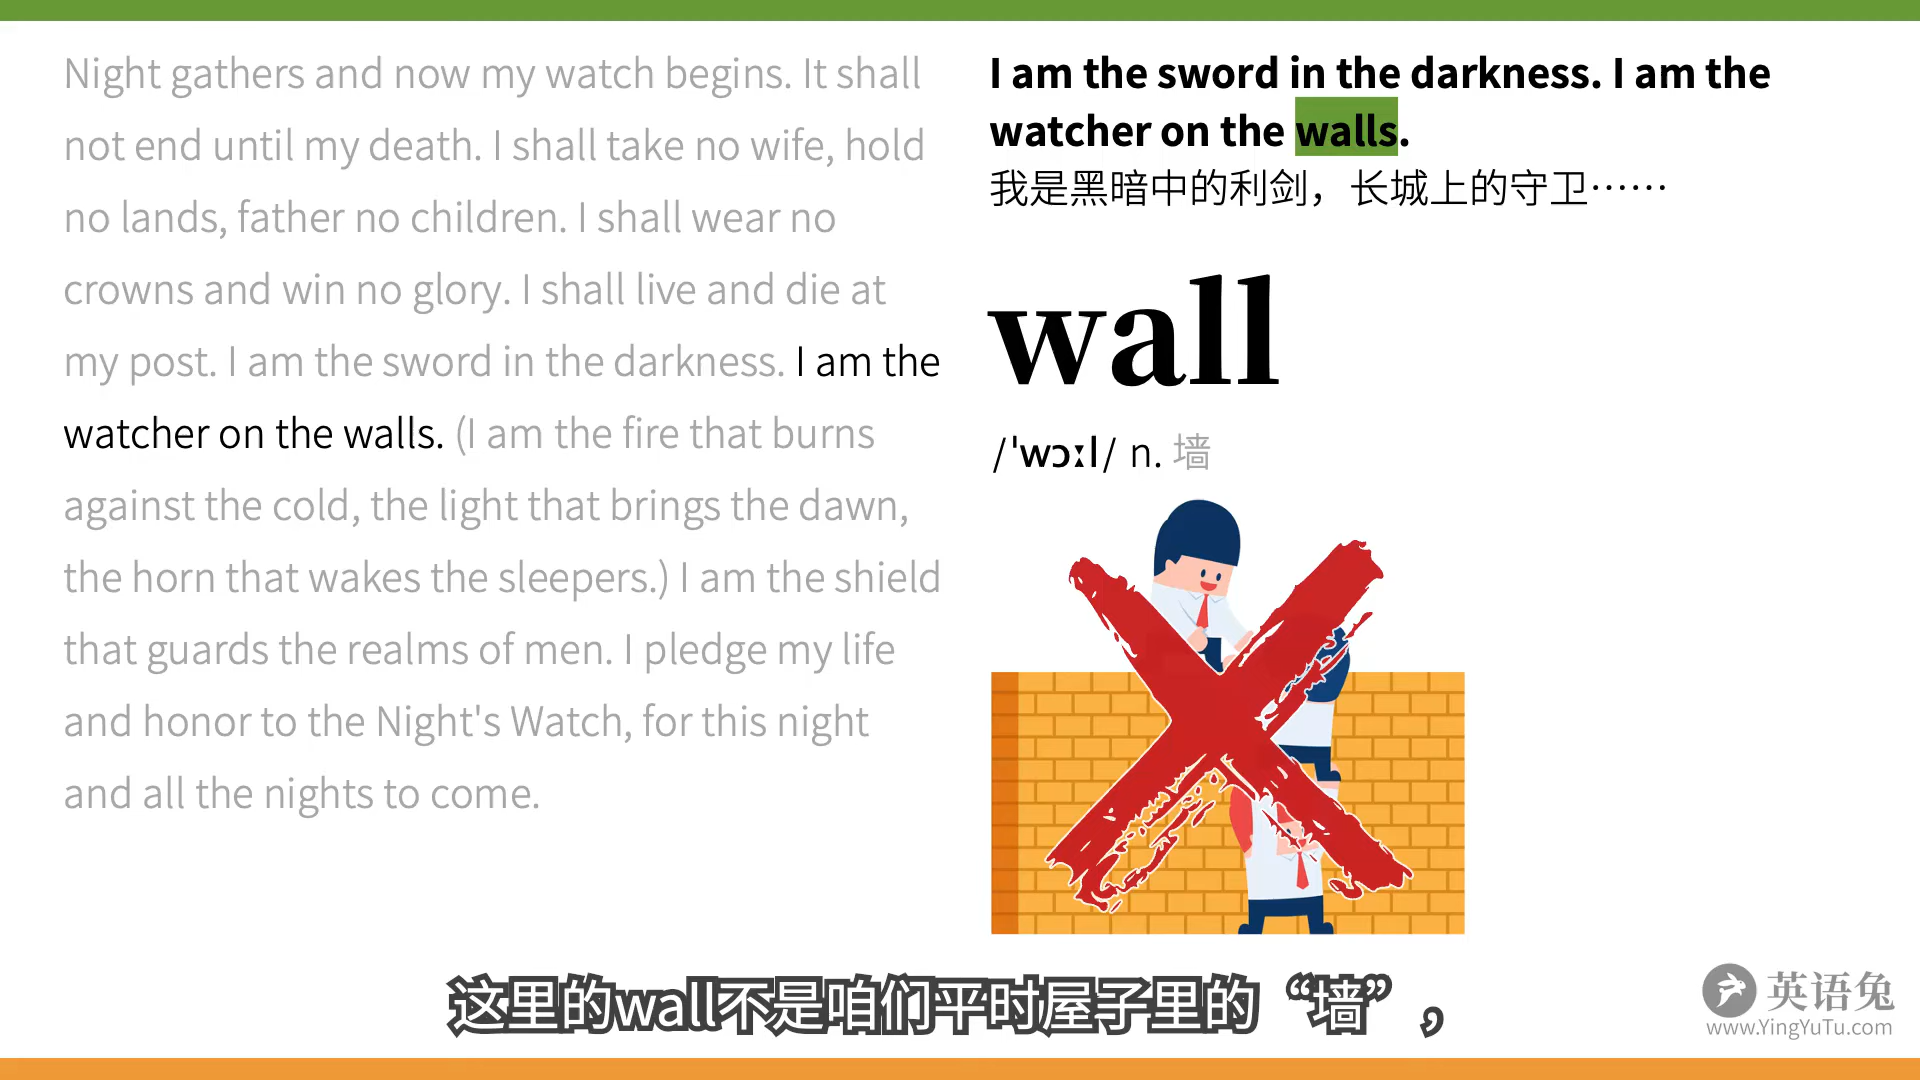 Night gathers and now my watch begins. It shall
not end until my death. I shall take no wife, hold
no lands, father no children. I shall wear no
crowns and win no glory. I shall live and die at
my post. I am the sword in the darkness. I am the
watcher on the walls. (I am the fire that burns
against the cold, the light that brings the dawn,
the horn that wakes the sleepers.) I am the shield
that guards the realms of men. I pledge my life
and honor to the Night's Watch, for this night
and all the nights to come.
I am the sword in the darkness. I am the
watcher on the walls.
我是黑暗中的利剑，长城上的守卫……
wall
/ˈwɔːl/ n. 墙
这里的wall不是咱们平时屋子里的“墙”，
英语兔
www.YingYuTu.com